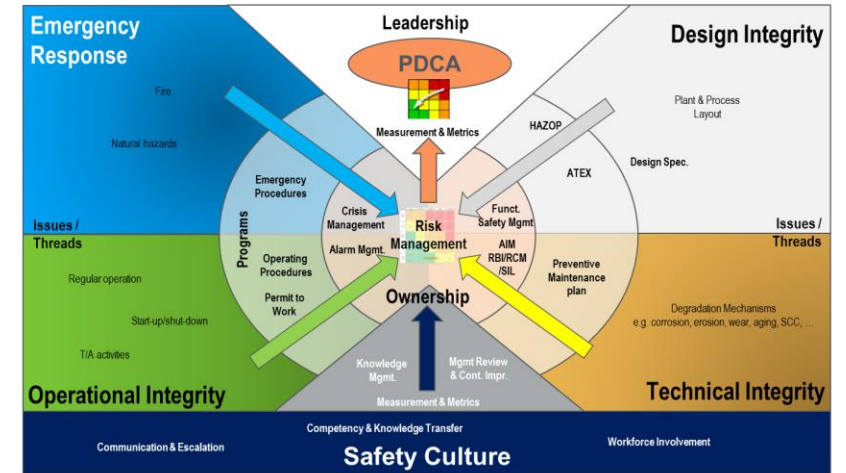 Emergency
Response
Fire
Natural hazards
Issues /
Threads
Leadership
PDCA
Measurement & Metrics
Design Integrity
Plant & Process
Layout
Design Spec.
Issues /
Threads
HAZOP
ATEX
Emergency
Procedures
Programs
Crisis
Management
Alarm Mgmt.
Risk
Management
Funct.
Safety Mgmt
AIM
RBI/RCM
/SIL
Operating
Procedures
Permit to
Work
Preventive
Maintenance
plan
Ownership
Regular operation
Start-up/shut-down
T/A activities
Operational Integrity
Knowledge
Mgmt.
Mgmt Review
& Cont. Impr.
Measurement & Metrics
Degradation Mechanisms
e.g. corrosion, erosion, wear, aging, SCC, …
Technical Integrity
Communication & Escalation
Competency & Knowledge Transfer
Workforce Involvement
Safety Culture